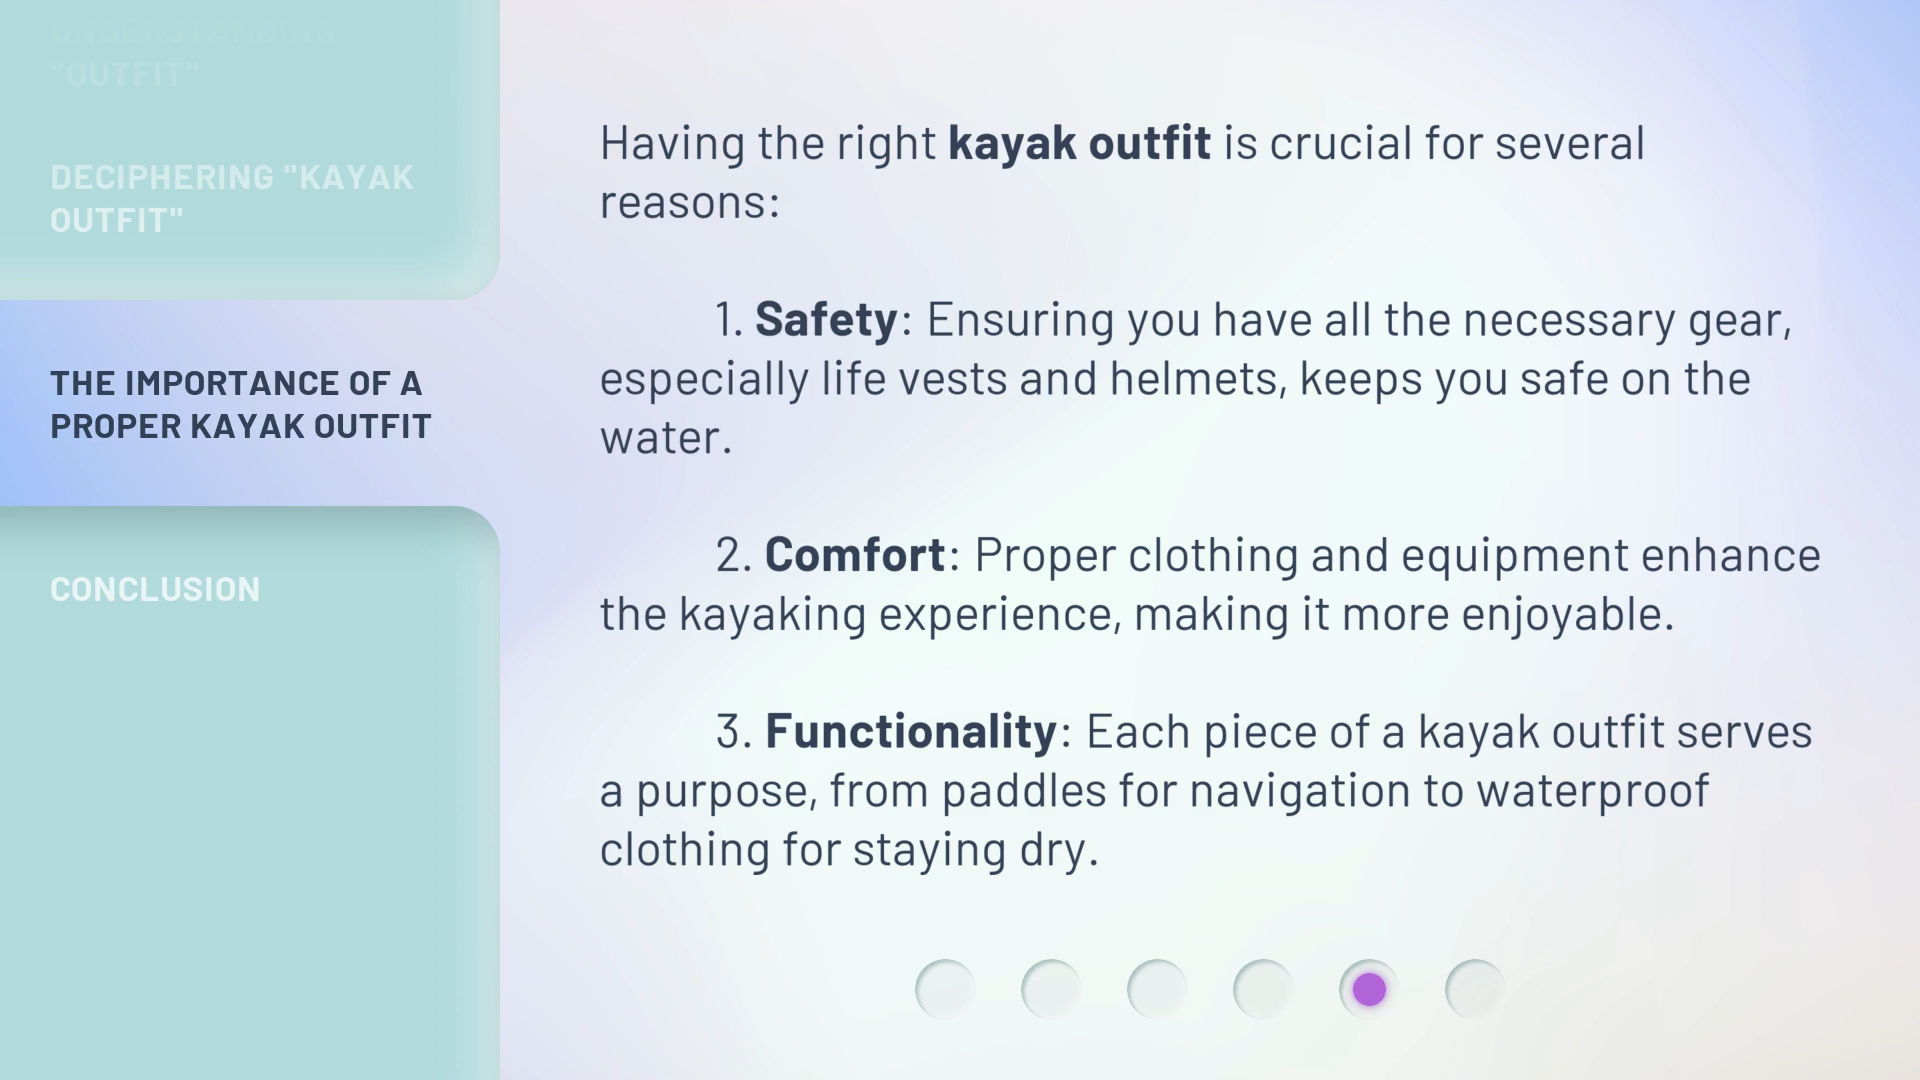 UNDERSTANDING
"OUTFIT"
DECIPHERING "KAYAK
OUTFIT"
THE IMPORTANCE OF A
PROPER KAYAK OUTFIT
CONCLUSION
Having the right kayak outfit is crucial for several
reasons:
1. Safety: Ensuring you have all the necessary gear,
especially life vests and helmets, keeps you safe on the
water.
2. Comfort: Proper clothing and equipment enhance
the kayaking experience, making it more enjoyable.
3. Functionality: Each piece of a kayak outfit serves
a purpose, from paddles for navigation to waterproof
clothing for staying dry.